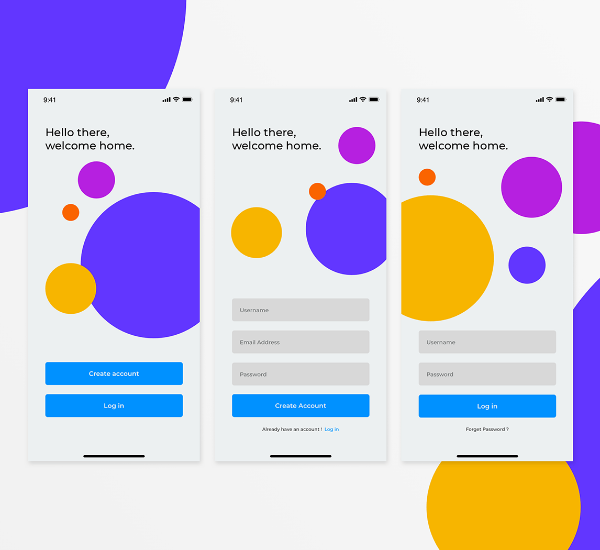 9:41
Hello there,
welcome home.
Create account
Log in
9:41
Hello there,
welcome home.
Username
Email Address
Password
Create Account
Already have an account ! Log in
9:41
Hello there,
welcome home.
Username
Password
Log in
Forget Password ?